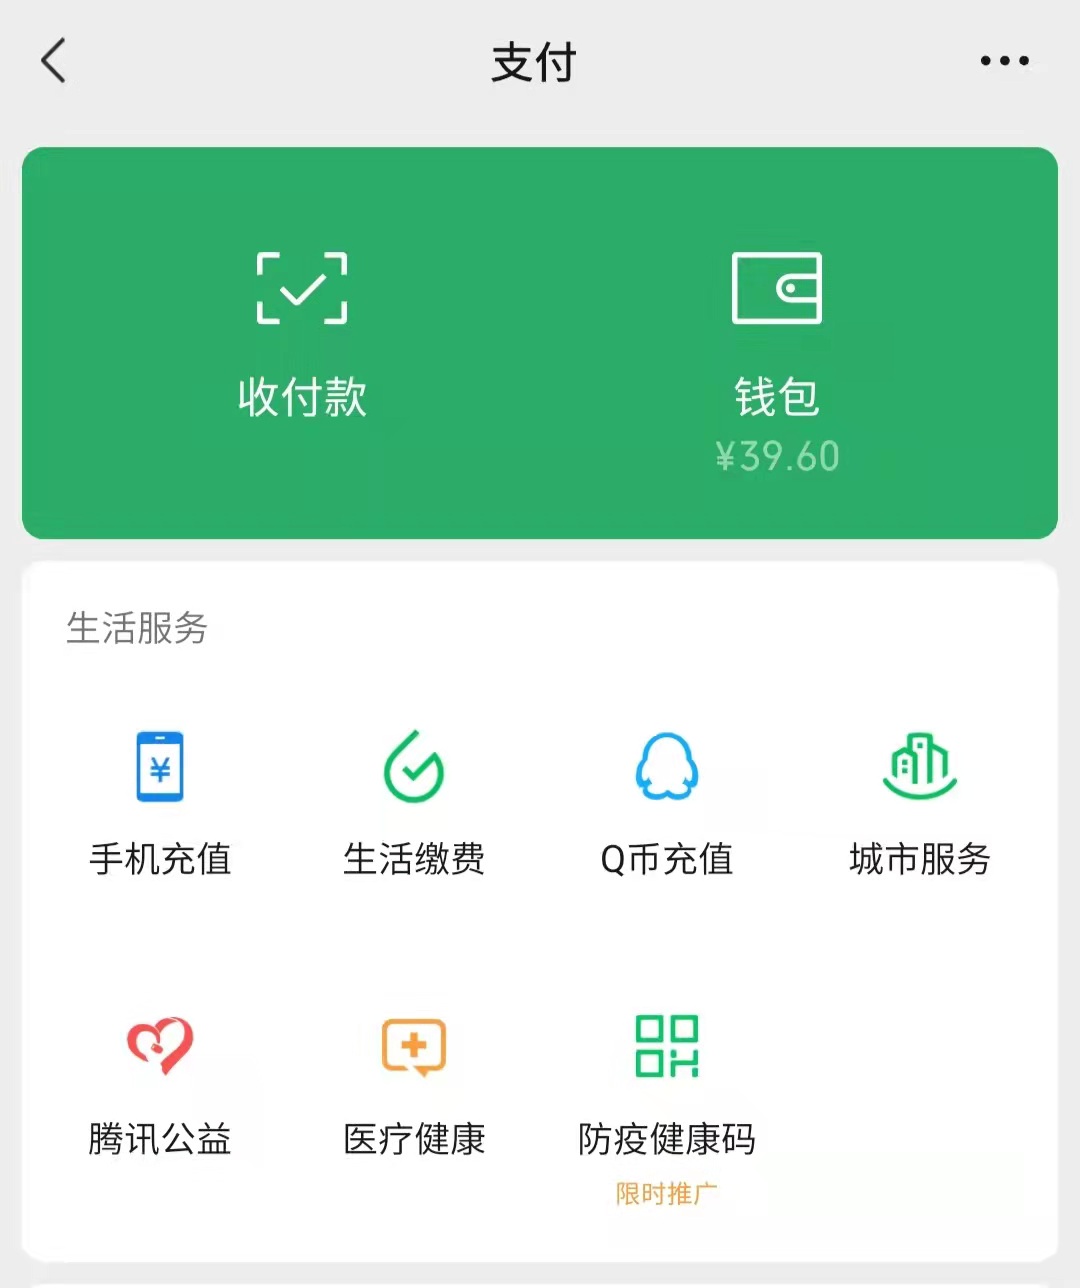 支付
收付款
钱包
¥39.60
生活服务
手机充值
生活缴费
Q币充值
城市服务
腾讯公益
医疗健康
防疫健康码
限时推广